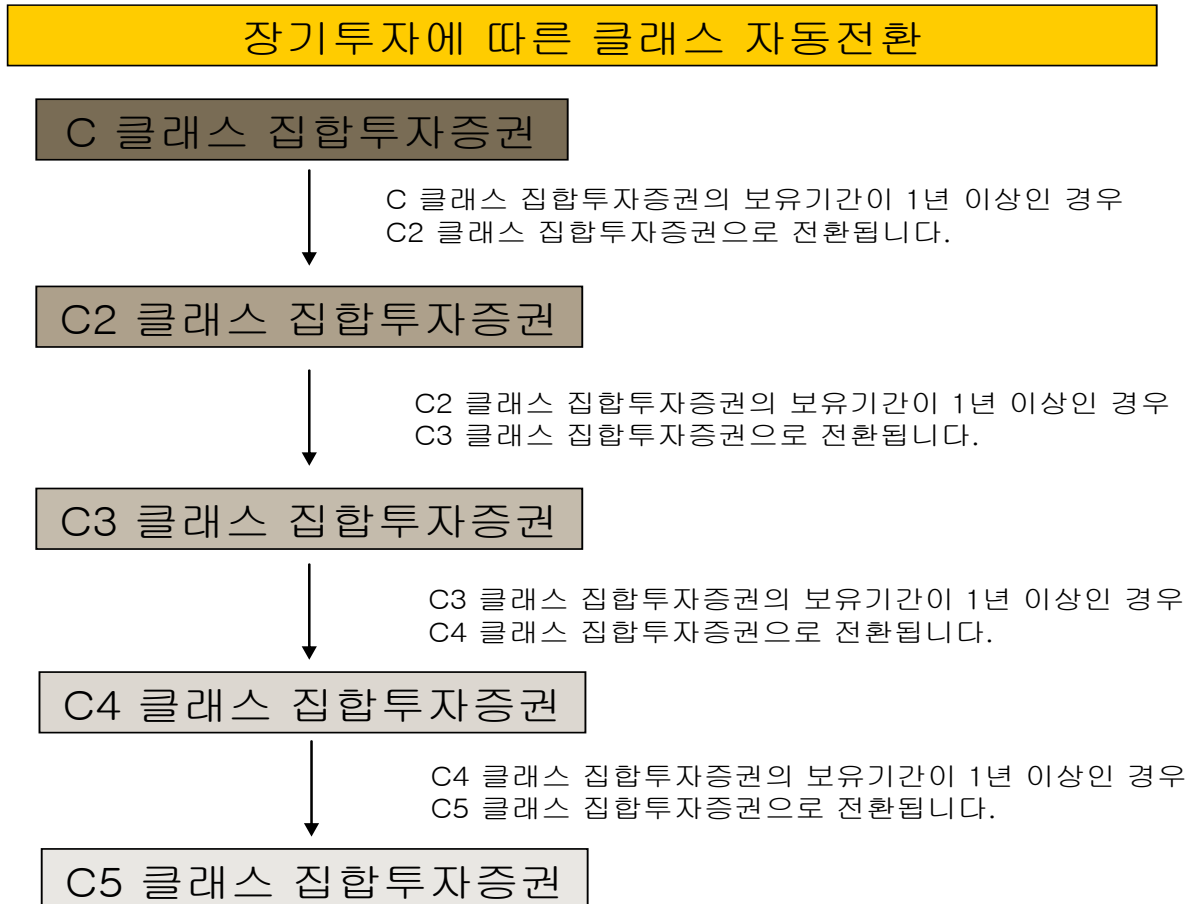 장기투자에 따른 클래스 자동전환
C 클래스 집합투자증권
C 클래스 집합투자증권의 보유기간이 1년 이상인 경우
C2 클래스 집합투자증권으로 전환됩니다.
C2 클래스 집합투자증권
C2 클래스 집합투자증권의 보유기간이 1년 이상인 경우
C3 클래스 집합투자증권으로 전환됩니다.
C3 클래스 집합투자증권
C3 클래스 집합투자증권의 보유기간이 1년 이상인 경우
C4 클래스 집합투자증권으로 전환됩니다.
C4 클래스 집합투자증권
C4 클래스 집합투자증권의 보유기간이 1년 이상인 경우
C5 클래스 집합투자증권으로 전환됩니다.
C5 클래스 집합투자증권